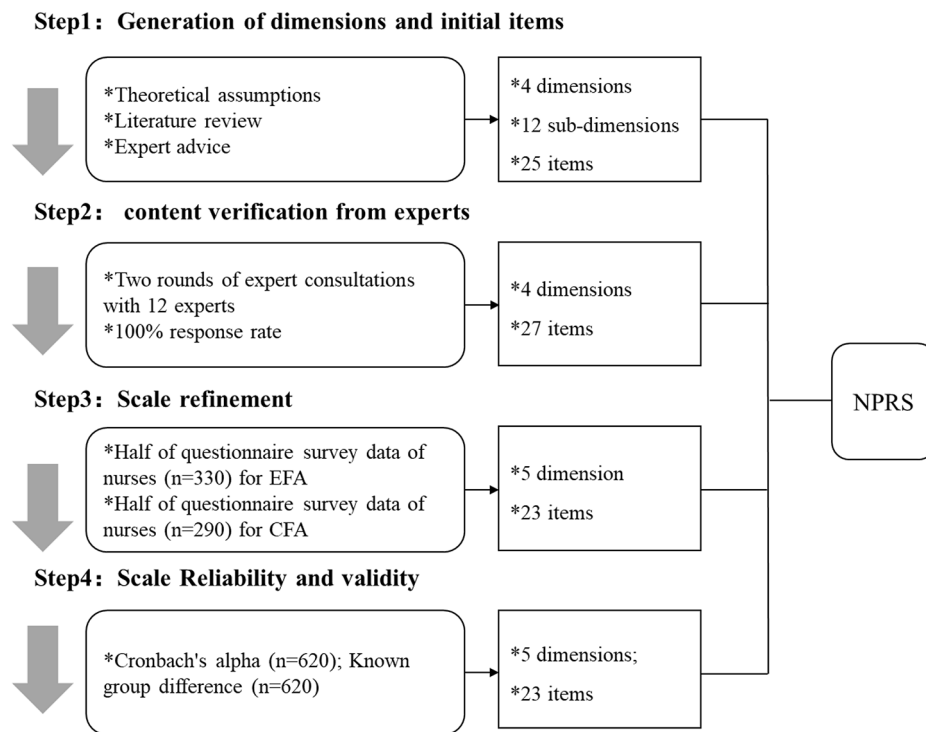 Step1： Generation of dimensions and initial items
*Theoretical assumptions
*Literature review
*Expert advice
*4 dimensions
*12 sub-dimensions
*25 items
Step2： content verification from experts
*Two rounds of expert consultations
with 12 experts
*100% response rate
*4 dimensions
*27 items
Step3：Scale refinement
*Half of questionnaire survey data of
nurses (n=330) for EFA
*Half of questionnaire survey data of
nurses (n=290) for CFA
*5 dimension
*23 items
NPRS
Step4：Scale Reliability and validity
*Cronbach's alpha (n=620); Known
group difference (n=620)
*5 dimensions;
*23 items